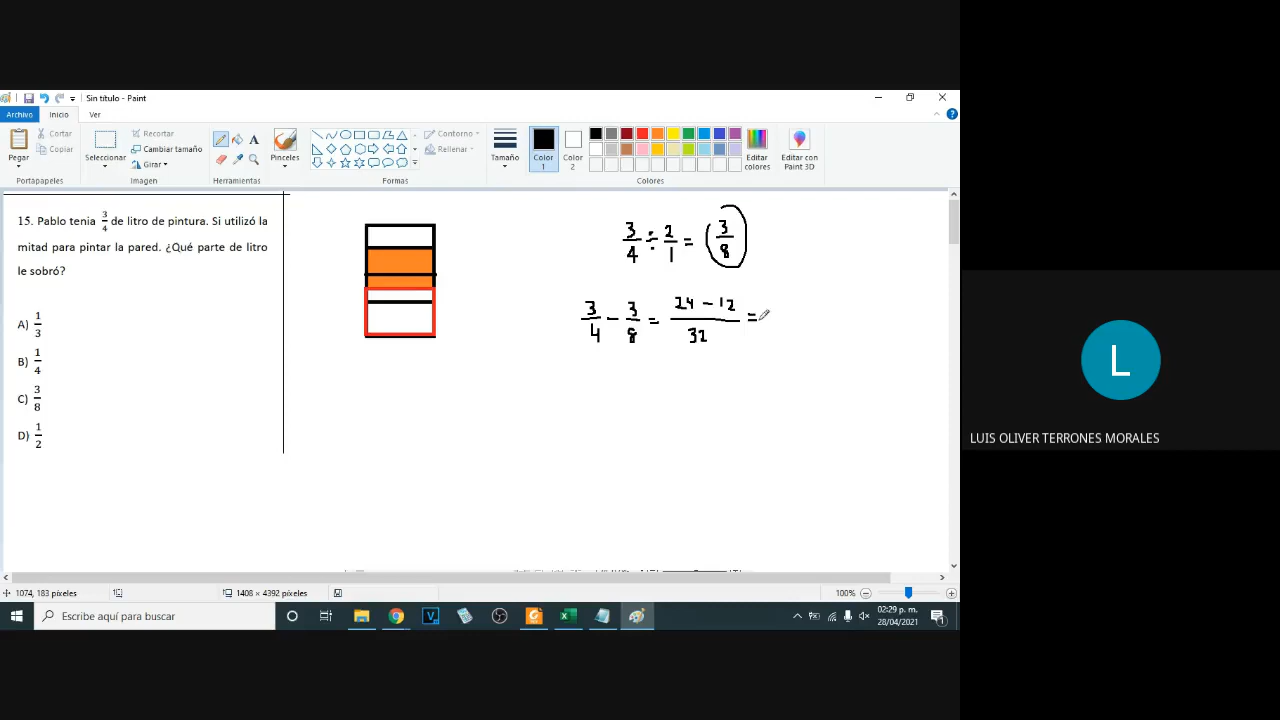 Sin título - Paint
Archivo Inicio Ver
Pegar
Cortar
Copiar
Portapapeles
Seleccionar
Recortar
Cambiar tamaño
Girar
Imagen
A
Herramientas
Pinceles
Contorno
Rellenar
Formas
Tamaño
Color 1
Color 2
Editar colores
Editar con Paint 3D
Colores
15. Pablo tenia 3/4 de litro de pintura. Si utilizó la
mitad para pintar la pared. ¿Qué parte de litro
le sobró?
A) 1/3
B) 1/4
C) 3/8
D) 1/2
3/4 ÷ 2/1 = (3/8)
3/4 - 3/8 = 24 - 12/32 =
L
LUIS OLIVER TERRONES MORALES
1074, 183 píxeles
1408 × 4392 píxeles
100%
Escribe aquí para buscar
02:29 p. m.
28/04/2021